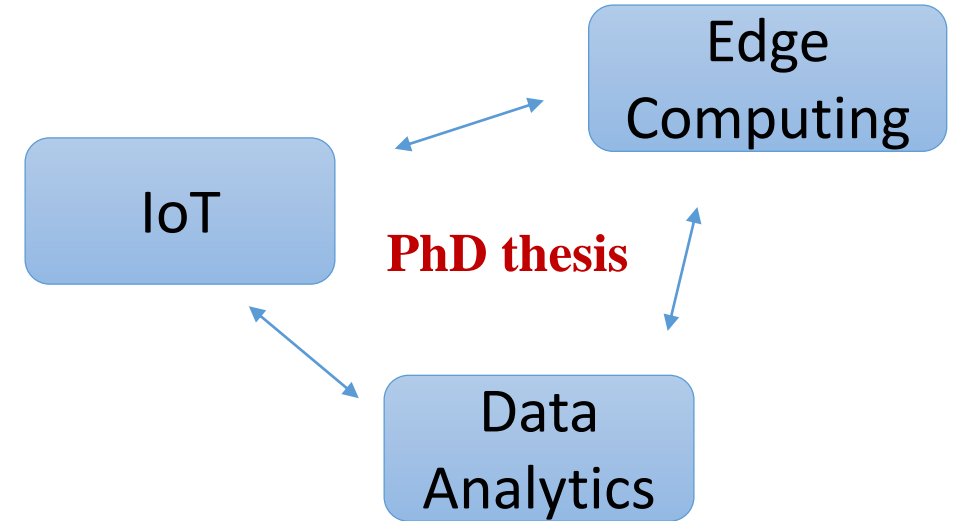 Edge
Computing
IoT
PhD thesis
Data
Analytics